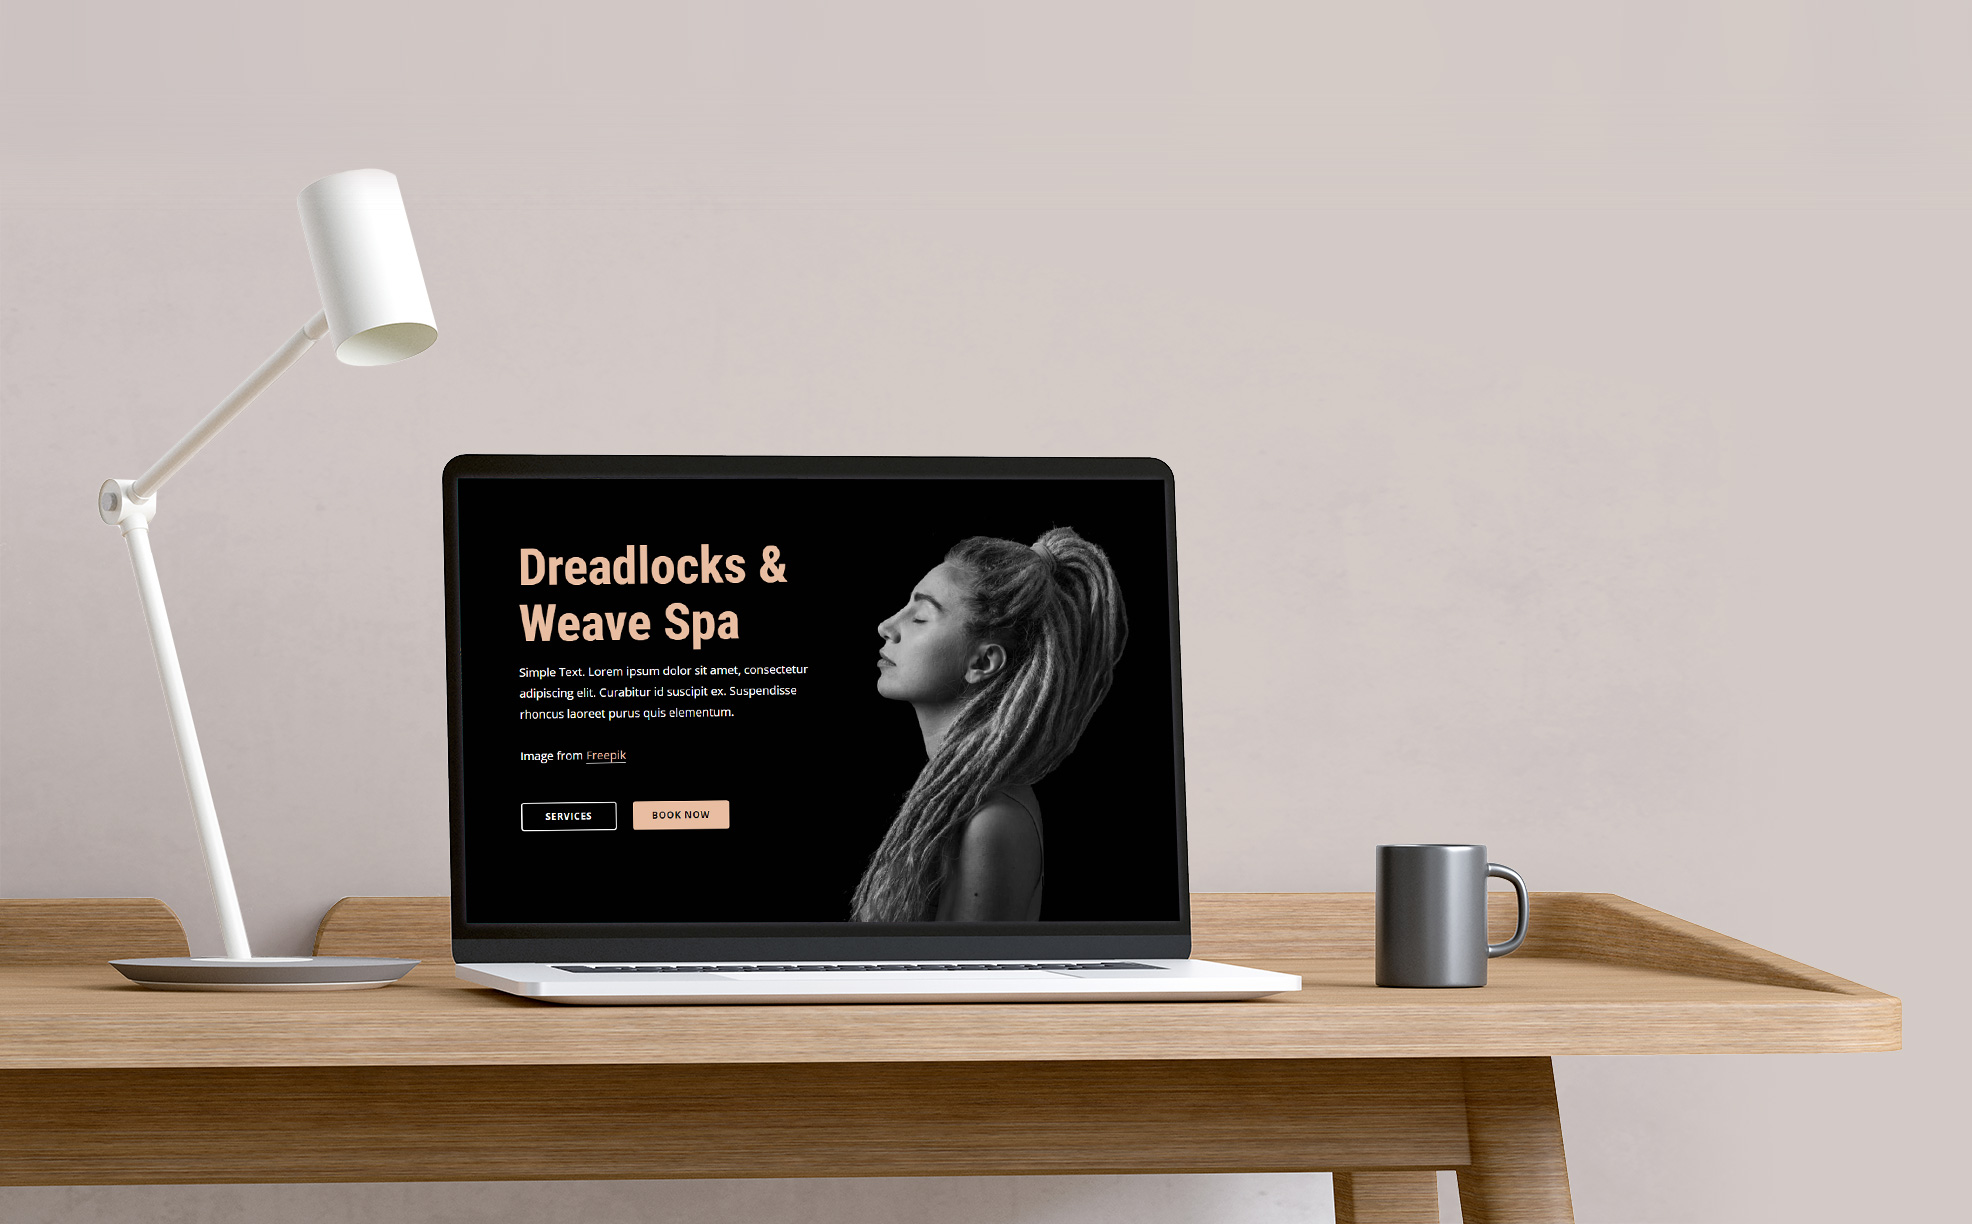 Dreadlocks &
Weave Spa
Simple Text. Lorem ipsum dolor sit amet, consectetur
adipiscing elit. Curabitur id suscipit ex. Suspendisse
rhoncus laoreet purus quis elementum.
Image from Freepik
SERVICES
BOOK NOW